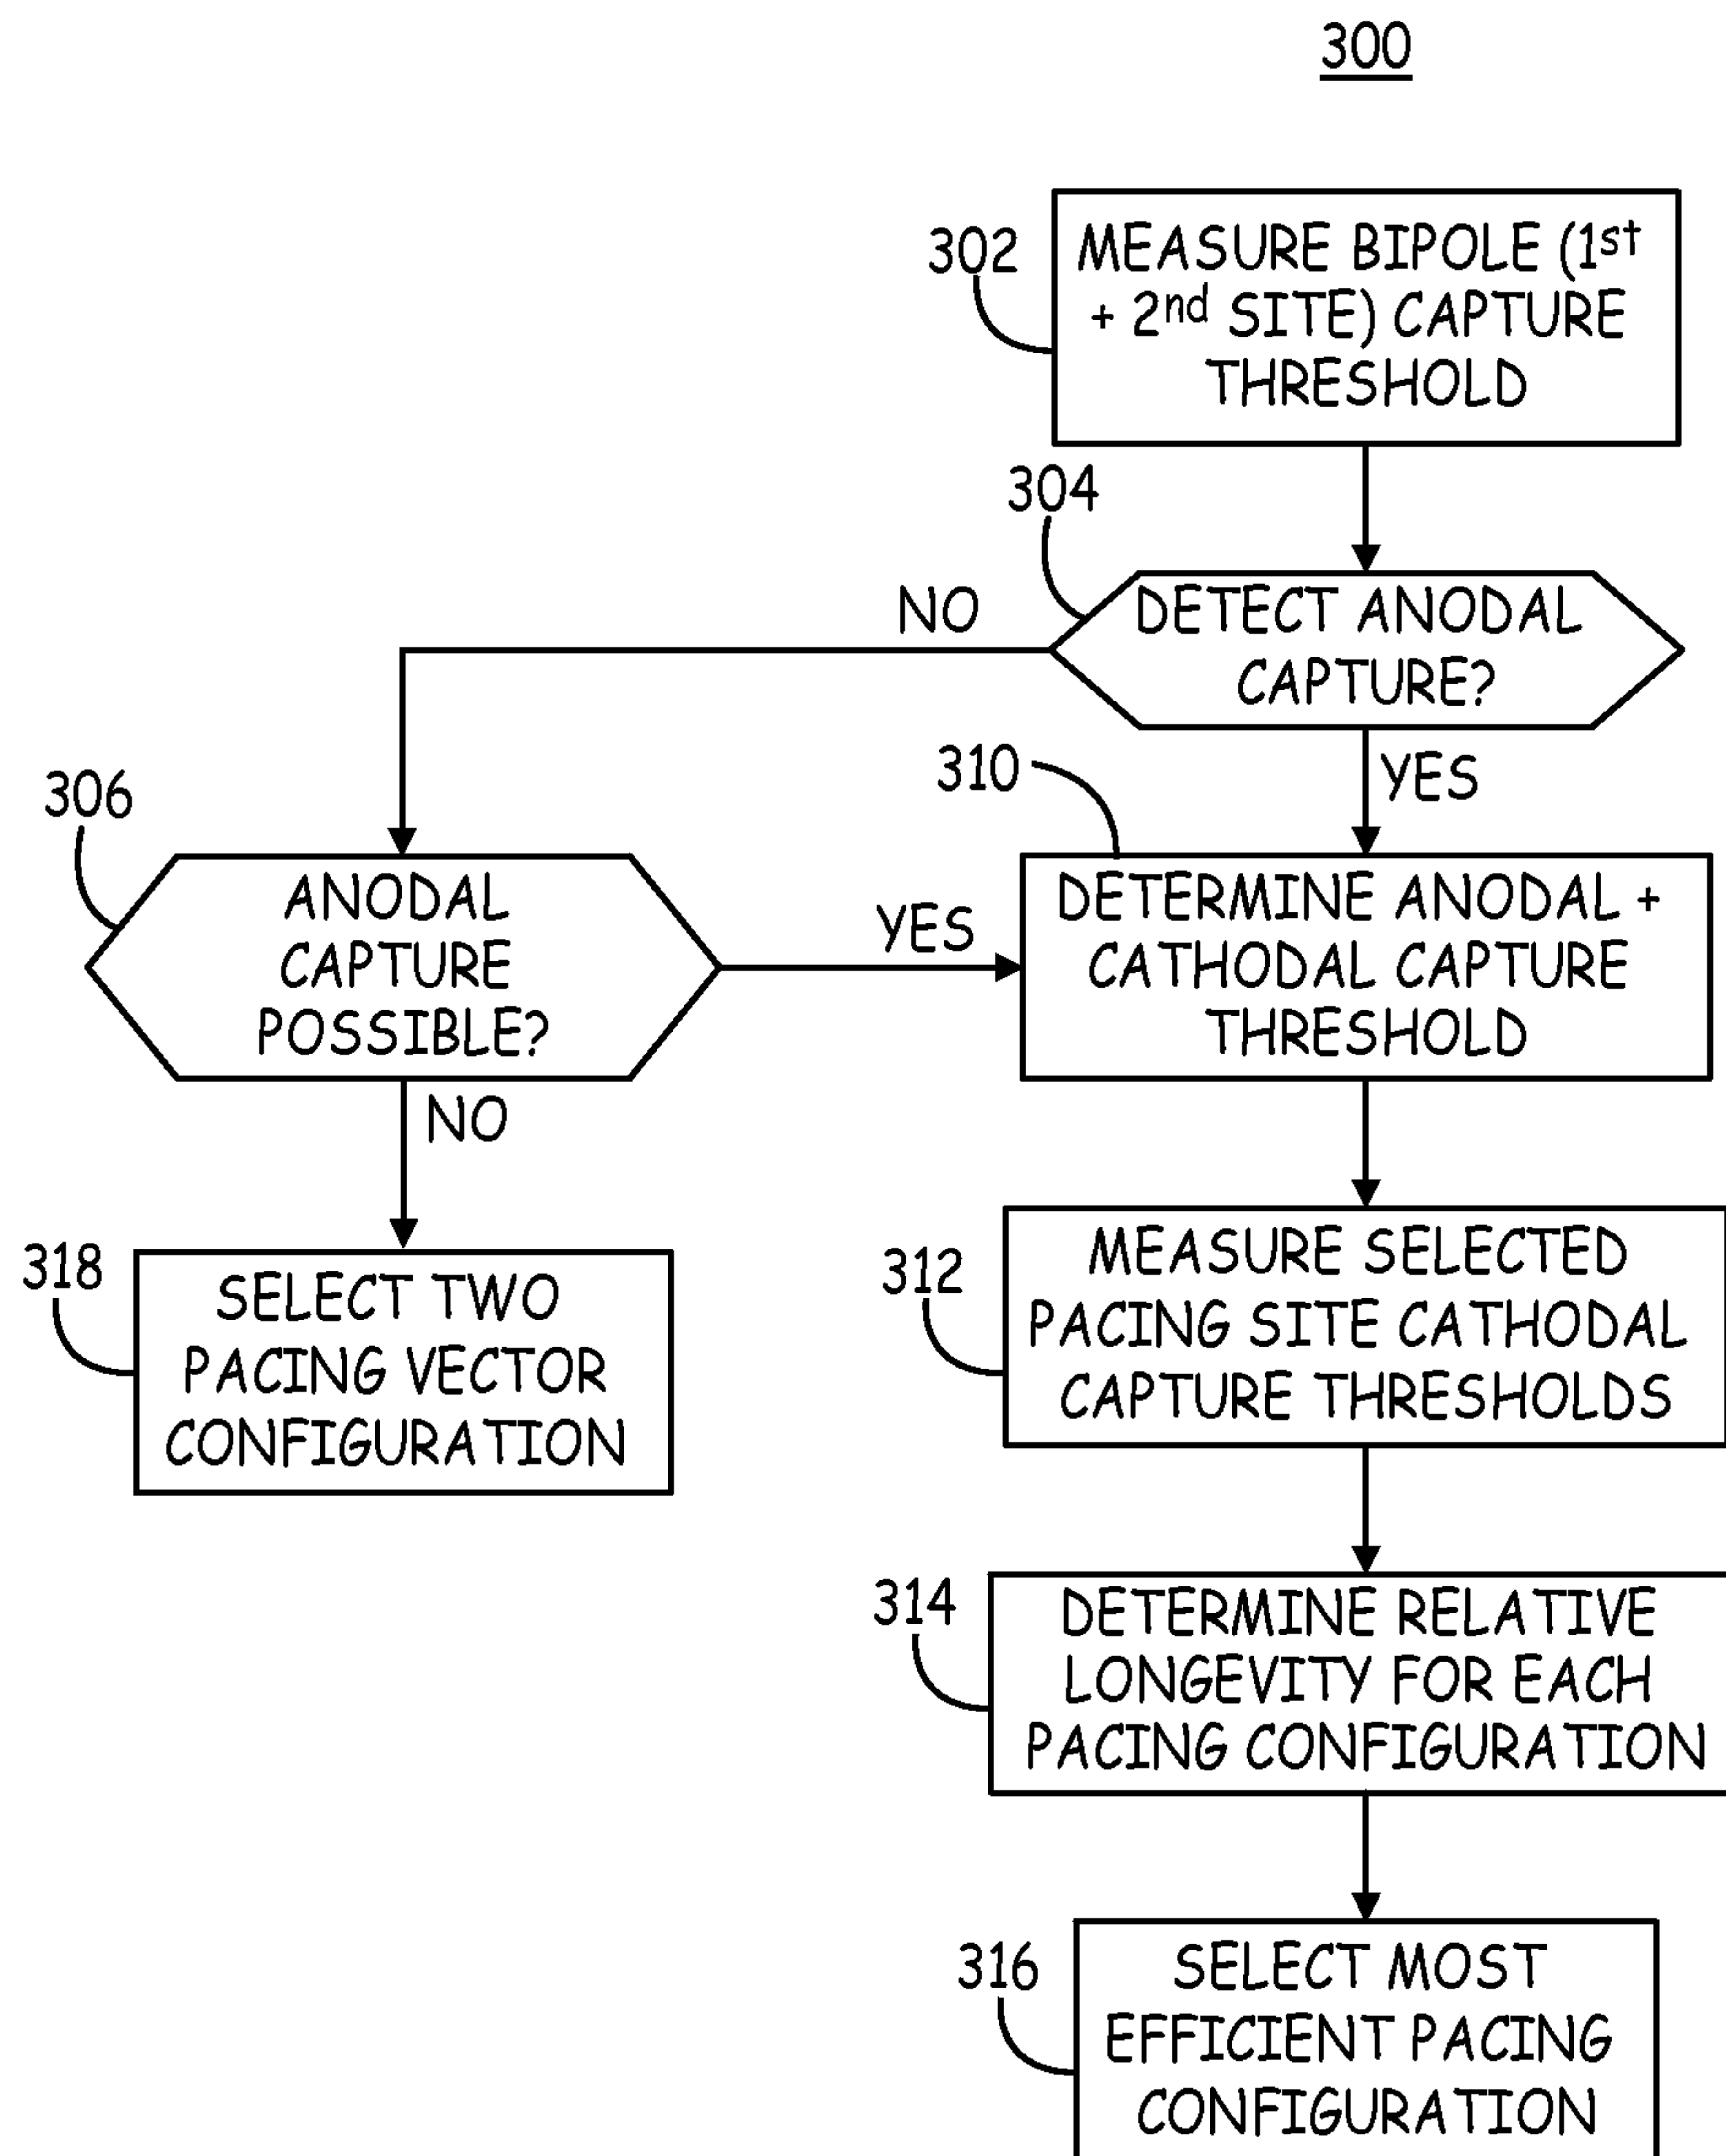 300
302
MEASURE BIPOLE (1st
+ 2nd SITE) CAPTURE
THRESHOLD
304
NO
DETECT ANODAL
CAPTURE?
YES
306
310
ANODAL
CAPTURE
POSSIBLE?
YES
DETERMINE ANODAL +
CATHODAL CAPTURE
THRESHOLD
NO
318
SELECT TWO
PACING VECTOR
CONFIGURATION
312
MEASURE SELECTED
PACING SITE CATHODAL
CAPTURE THRESHOLDS
314
DETERMINE RELATIVE
LONGEVITY FOR EACH
PACING CONFIGURATION
316
SELECT MOST
EFFICIENT PACING
CONFIGURATION